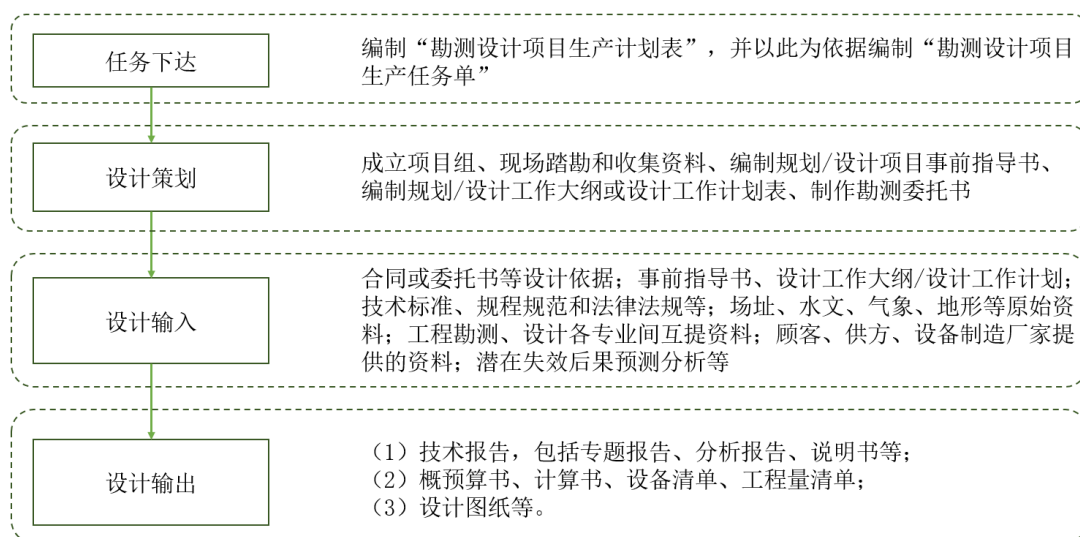 任务下达
编制“勘测设计项目生产计划表”，并以此为依据编制“勘测设计项目
生产任务单”
设计策划
成立项目组、现场踏勘和收集资料、编制规划/设计项目事前指导书、
编制规划/设计工作大纲或设计工作计划表、制作勘测委托书
设计输入
合同或委托书等设计依据；事前指导书、设计工作大纲/设计工作计划；
技术标准、规程规范和法律法规等；场址、水文、气象、地形等原始资
料；工程勘测、设计各专业间互提资料；顾客、供方、设备制造厂家提
供的资料；潜在失效后果预测分析等
设计输出
（1）技术报告，包括专题报告、分析报告、说明书等；
（2）概预算书、计算书、设备清单、工程量清单；
（3）设计图纸等。